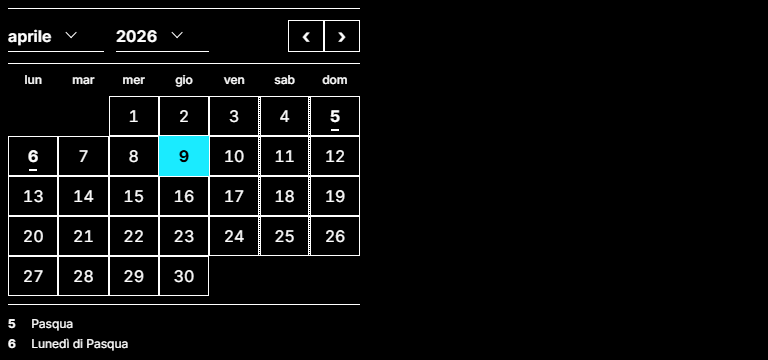 aprile 2026 ‹ ›
lun mar mer gio ven sab dom
1 2 3 4 5
6 7 8 9 10 11 12
13 14 15 16 17 18 19
20 21 22 23 24 25 26
27 28 29 30
5 Pasqua
6 Lunedì di Pasqua